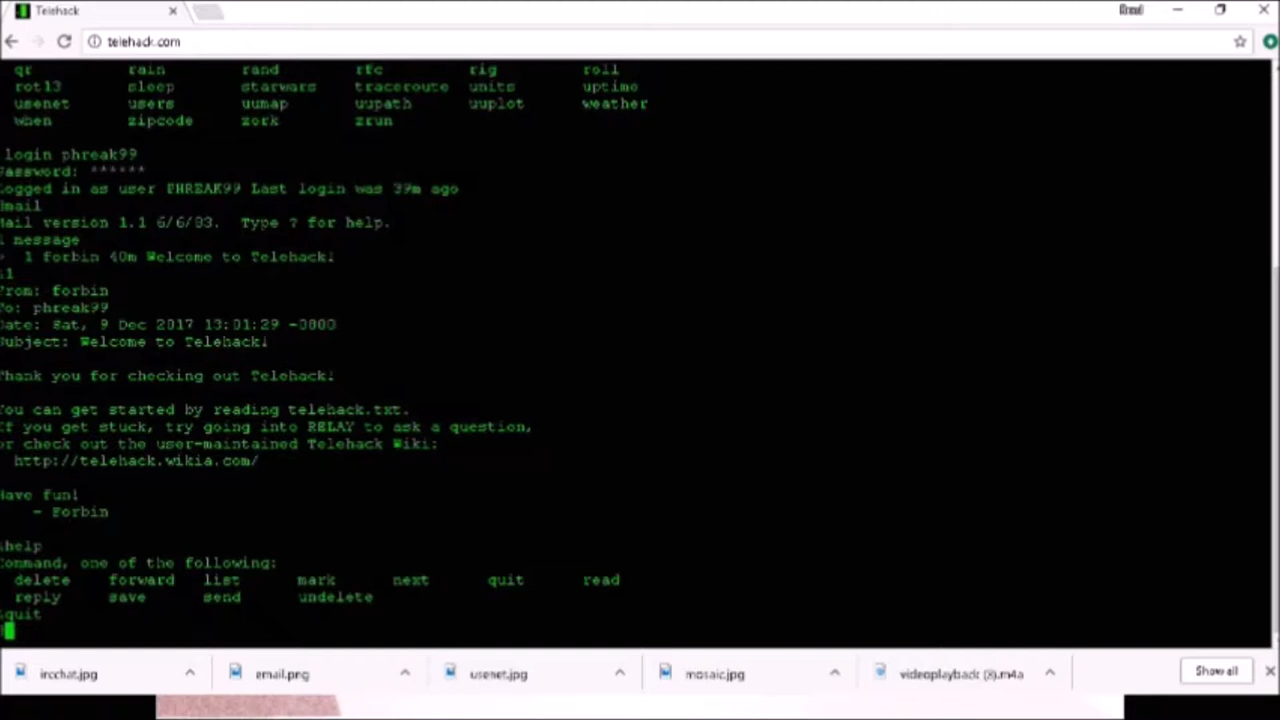 Telehack
telehack.com
qr rain rand rfc rig roll
rot13 sleep starwars traceroute units uptime
usenet users uumap uupath uuplot weather
when zipcode zork zrun
login phreak99
Password: ******
Logged in as user PHREAK99 Last login was 39m ago
mail
Mail version 1.1 6/6/83. Type ? for help.
1 message
> 1 forbin 40m Welcome to Telehack!
&1
From: forbin
To: phreak99
Date: Sat, 9 Dec 2017 13:01:29 -0800
Subject: Welcome to Telehack!
Thank you for checking out Telehack!
You can get started by reading telehack.txt.
If you get stuck, try going into RELAY to ask a question,
or check out the user-maintained Telehack Wiki:
http://telehack.wikia.com/
Have fun!
- Forbin
&help
Command, one of the following:
delete forward list mark next quit read
reply save send undelete
&quit
ircchat.jpg email.png usenet.jpg mosaic.jpg videoplayback (8).m4a Show all